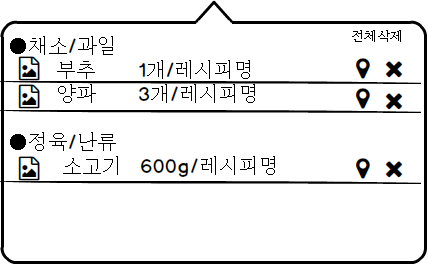 전체삭제
●채소/과일
부추 1개/레시피명
양파 3개/레시피명
●정육/난류
소고기 600g/레시피명